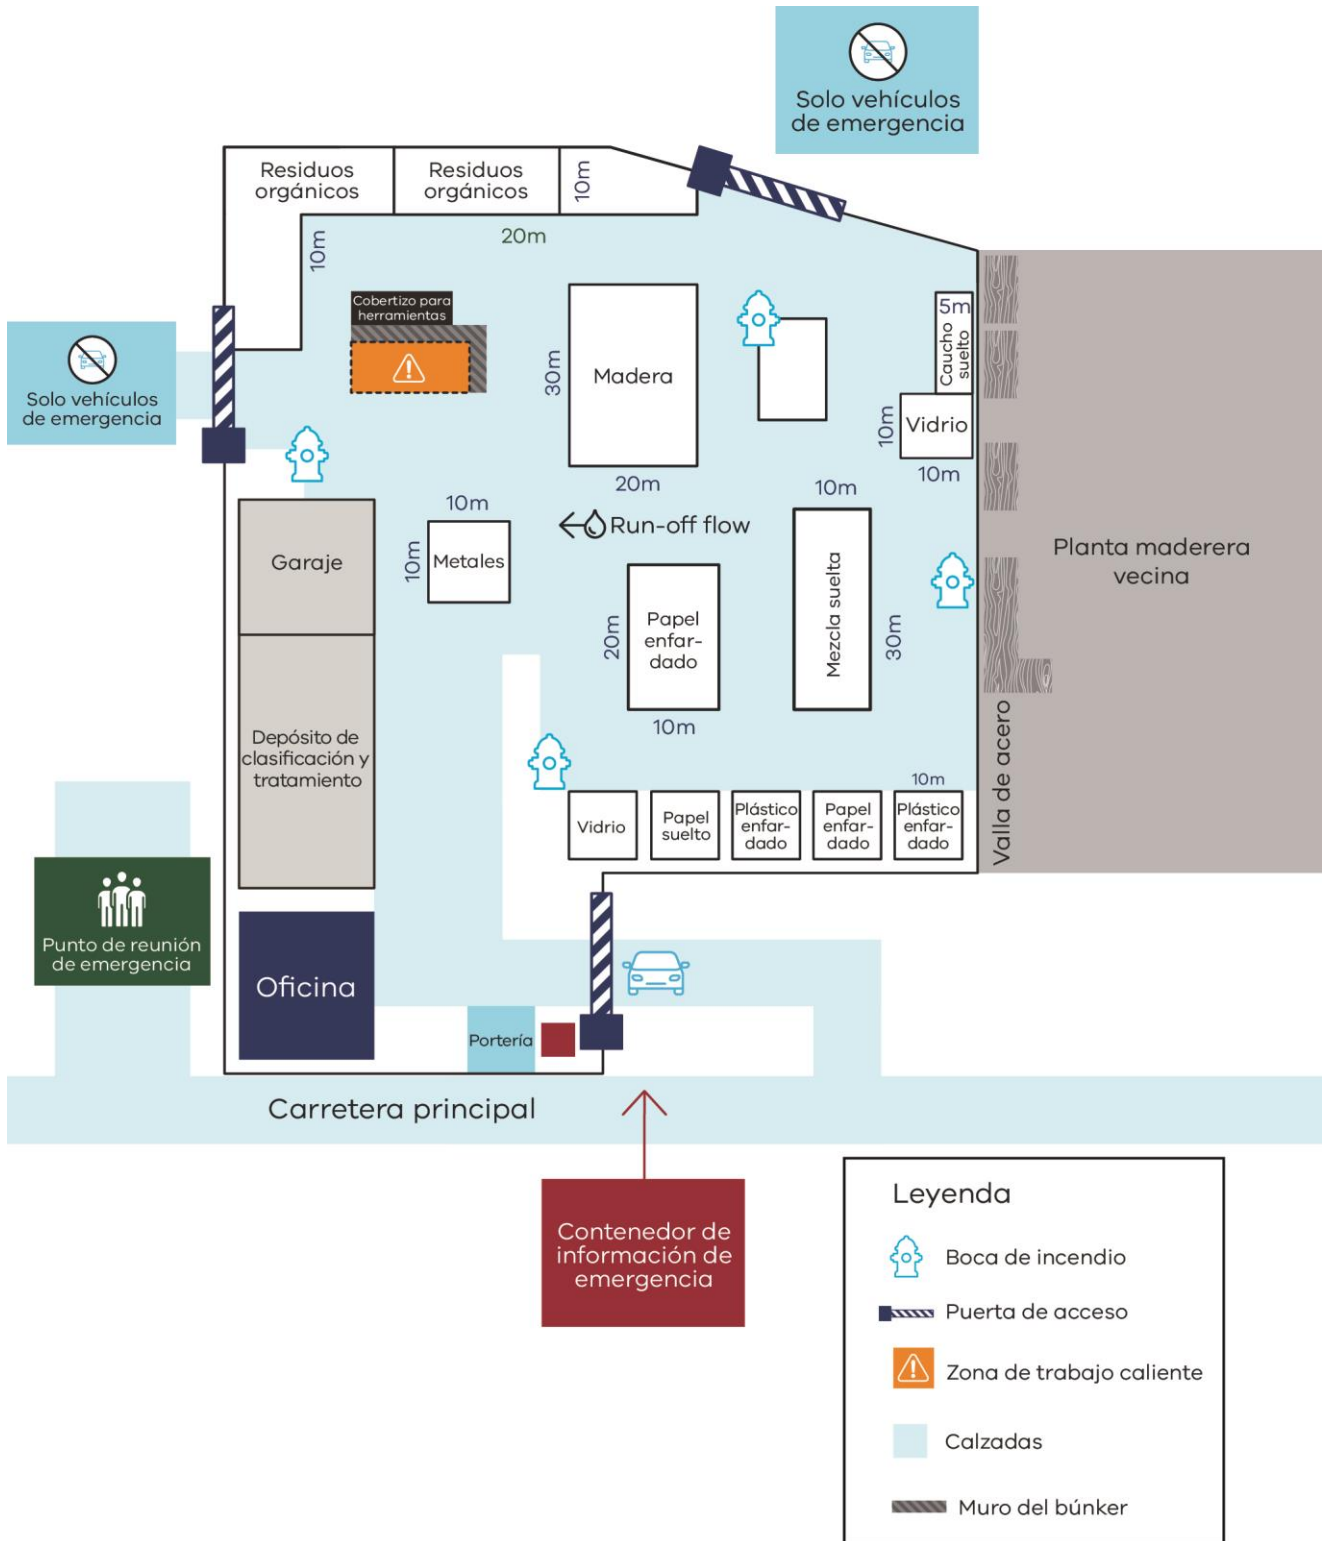 Solo vehículos
de emergencia
Residuos
orgánicos
Residuos
orgánicos
10m
20m
10m
Cobertizo para
herramientas
Solo vehículos
de emergencia
30m
Madera
20m
5m
Caucho
suelto
10m
Vidrio
10m
10m
Metales
10m
Run-off flow
10m
Mezcla suelta
30m
20m
Papel
enfar-
dado
10m
Planta maderera
vecina
Valla de acero
Garaje
Depósito de
clasificación y
tratamiento
10m
Vidrio
Papel
suelto
Plástico
enfar-
dado
Papel
enfar-
dado
Plástico
enfar-
dado
Punto de reunión
de emergencia
Oficina
Portería
Carretera principal
Contenedor de
información de
emergencia
Leyenda
Boca de incendio
Puerta de acceso
Zona de trabajo caliente
Calzadas
Muro del búnker